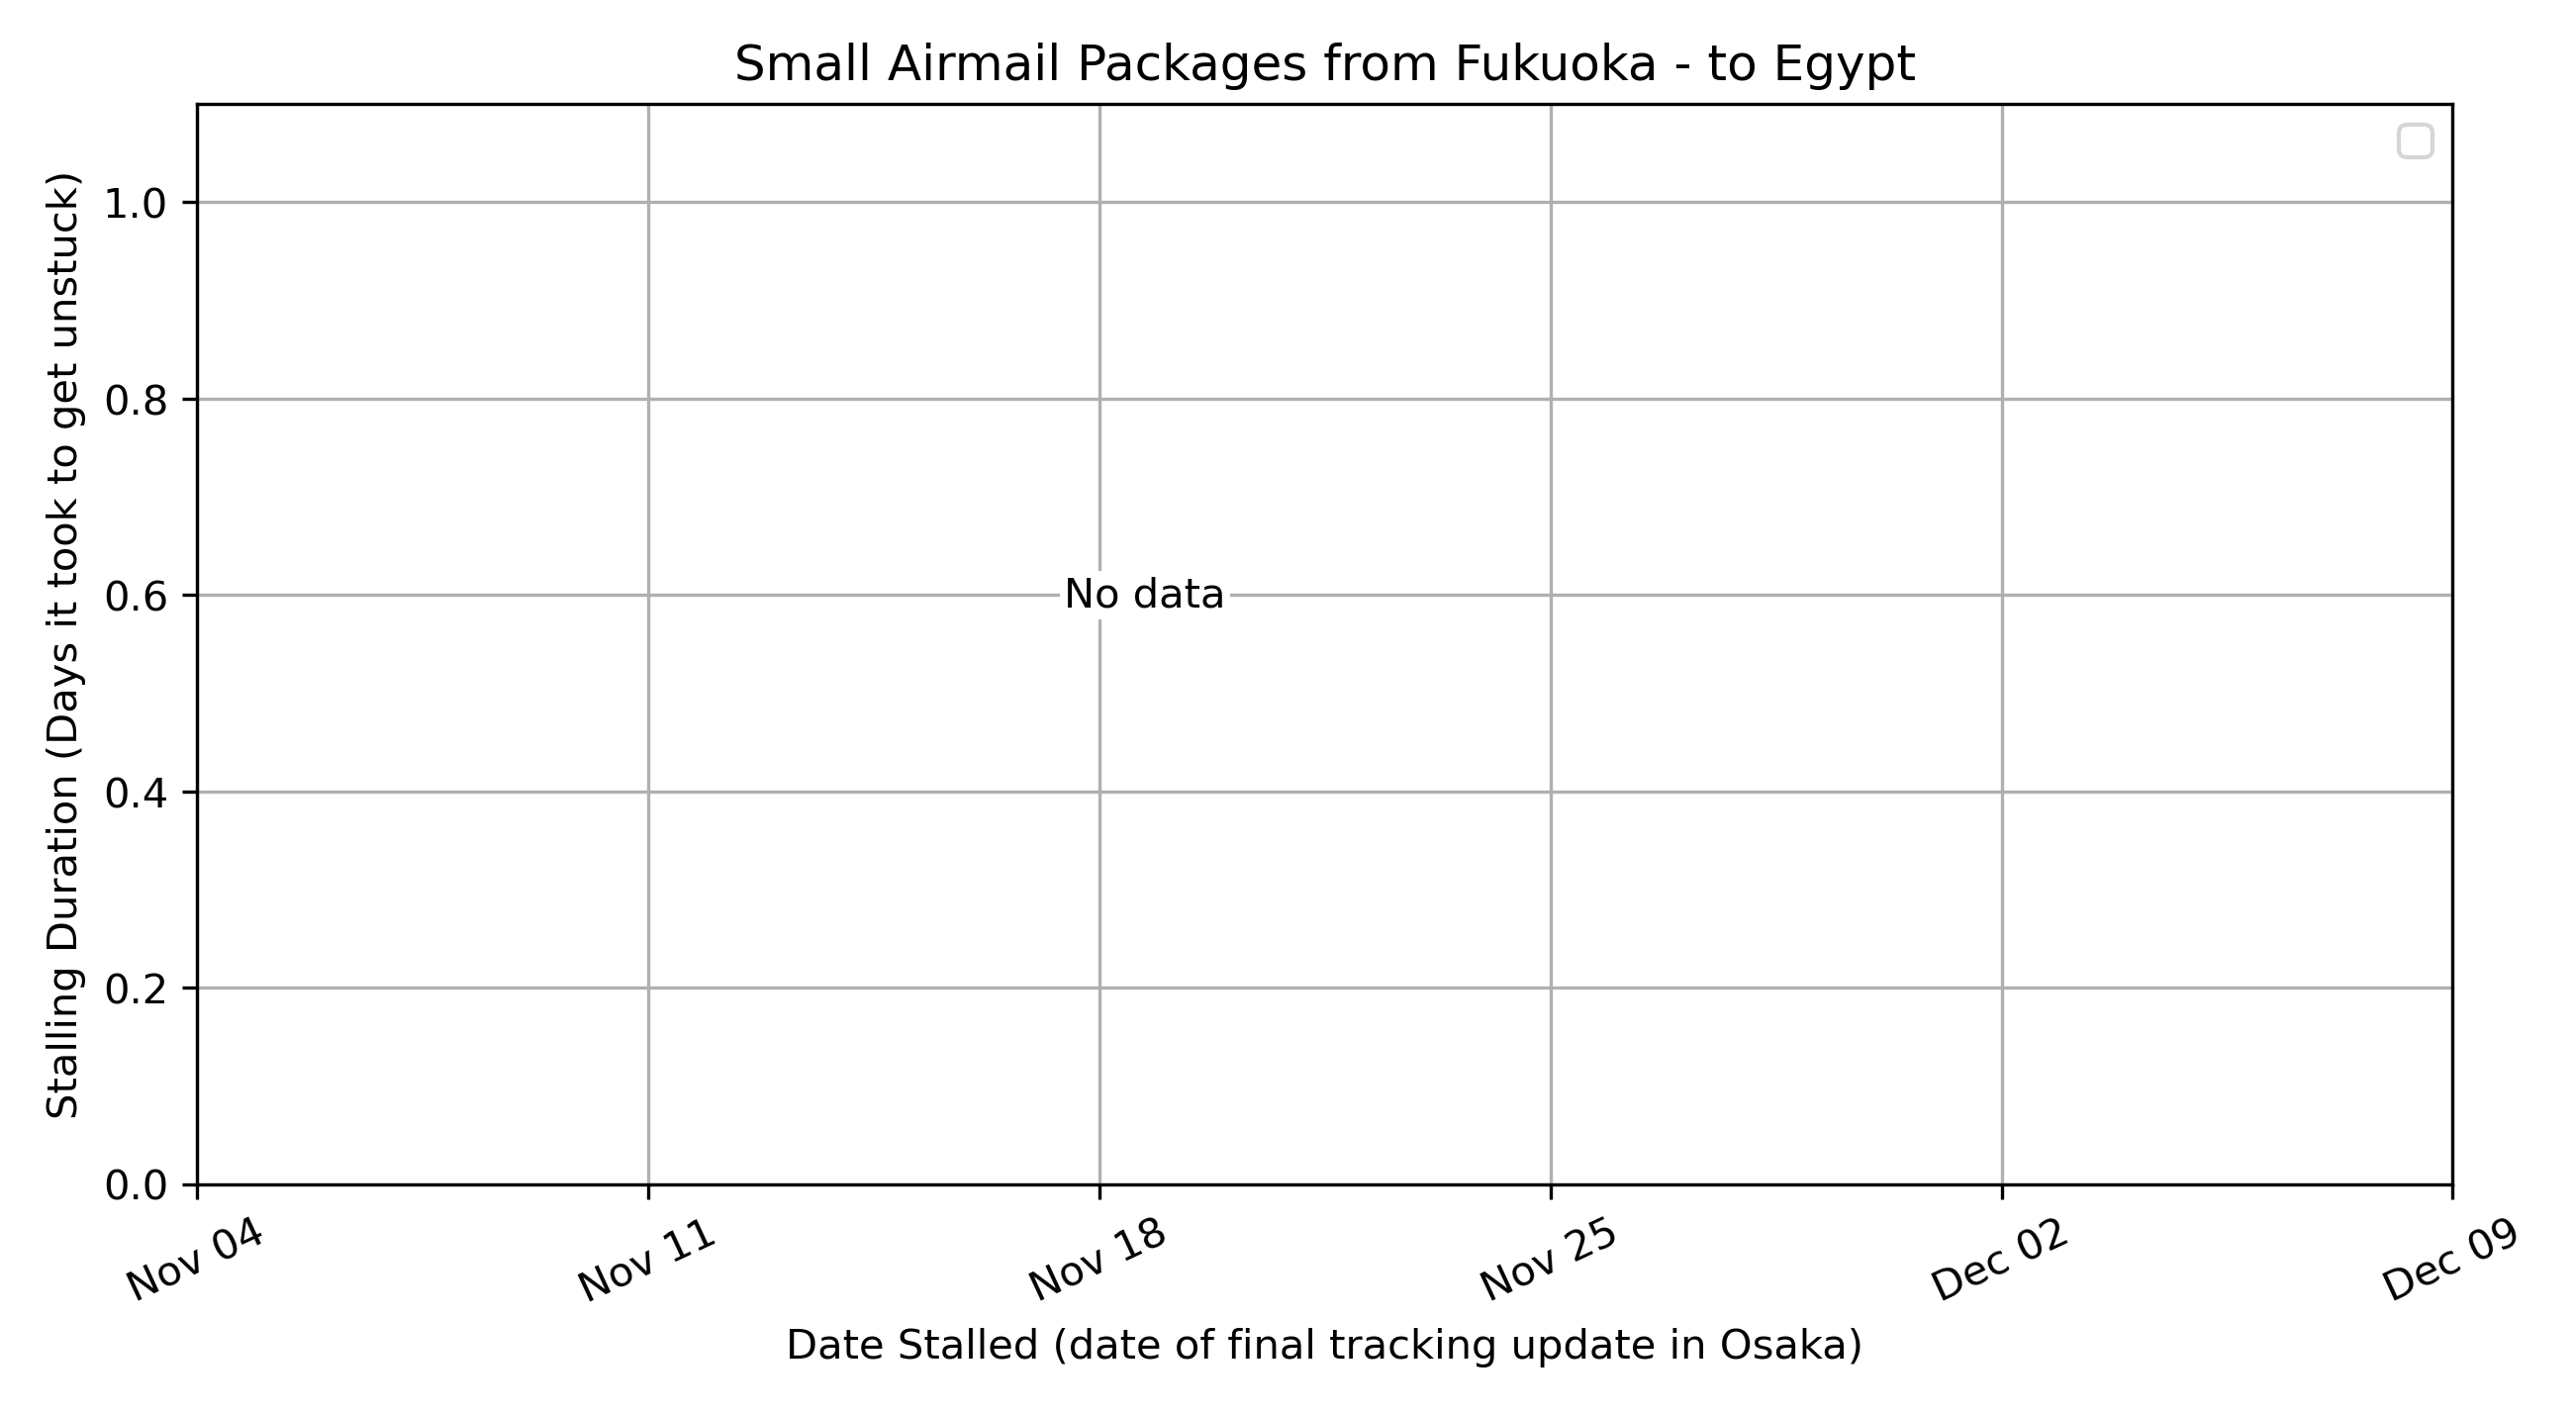 Small Airmail Packages from Fukuoka - to Egypt
Stalling Duration (Days it took to get unstuck)
1.0
0.8
0.6
0.4
0.2
0.0
No data
Nov 04
Nov 11
Nov 18
Nov 25
Dec 02
Dec 09
Date Stalled (date of final tracking update in Osaka)